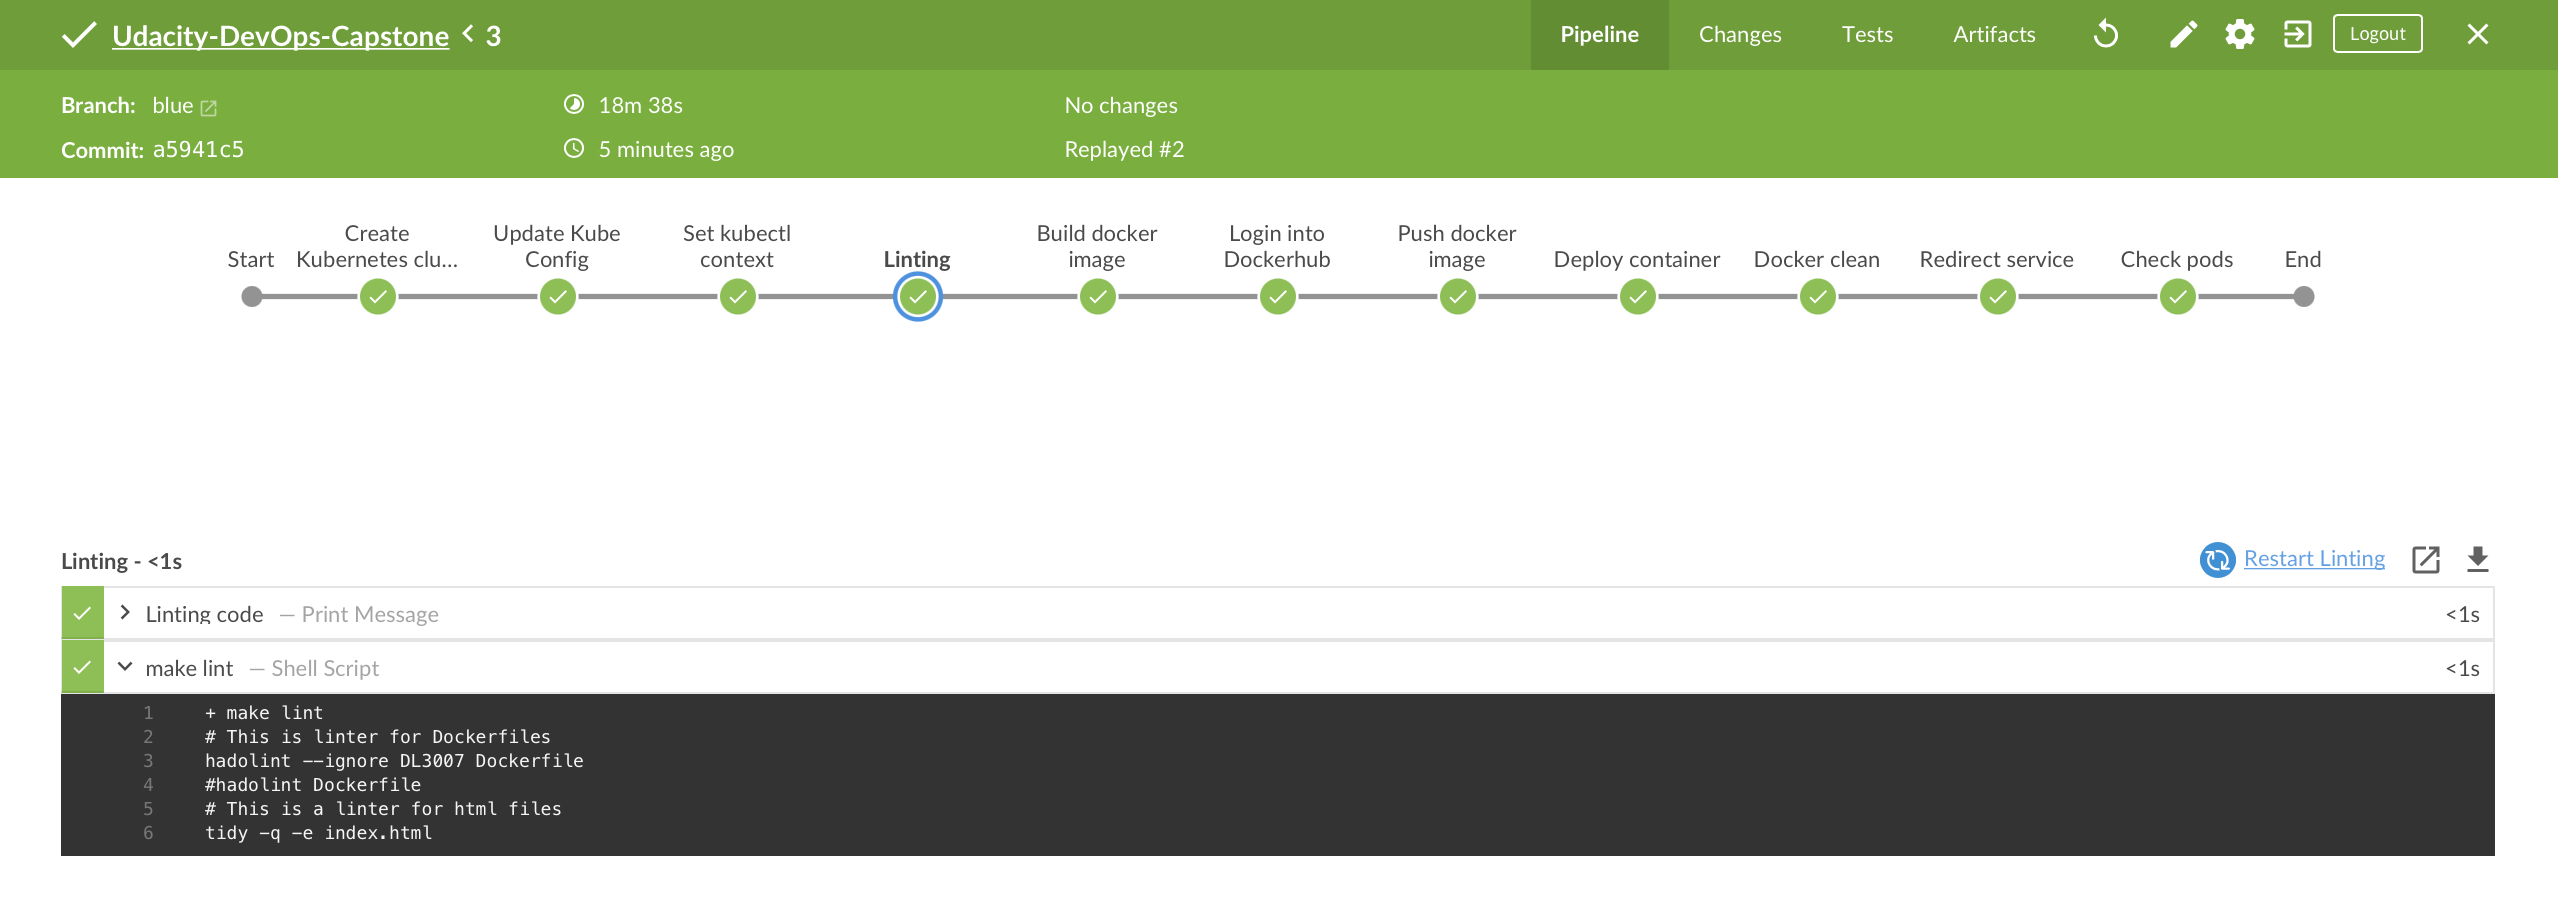 Udacity-DevOps-Capstone < 3
Pipeline Changes Tests Artifacts Logout
Branch: blue 18m 38s No changes
Commit: a5941c5 5 minutes ago Replayed #2
Start
Create
Kubernetes clu...
Update Kube
Config
Set kubectl
context
Linting
Build docker
image
Login into
Dockerhub
Push docker
image
Deploy container
Docker clean
Redirect service
Check pods
End
Linting - <1s
Restart Linting
Linting code — Print Message <1s
make lint — Shell Script <1s
1 + make lint
2 # This is linter for Dockerfiles
3 hadolint --ignore DL3007 Dockerfile
4 #hadolint Dockerfile
5 # This is a linter for html files
6 tidy -q -e index.html